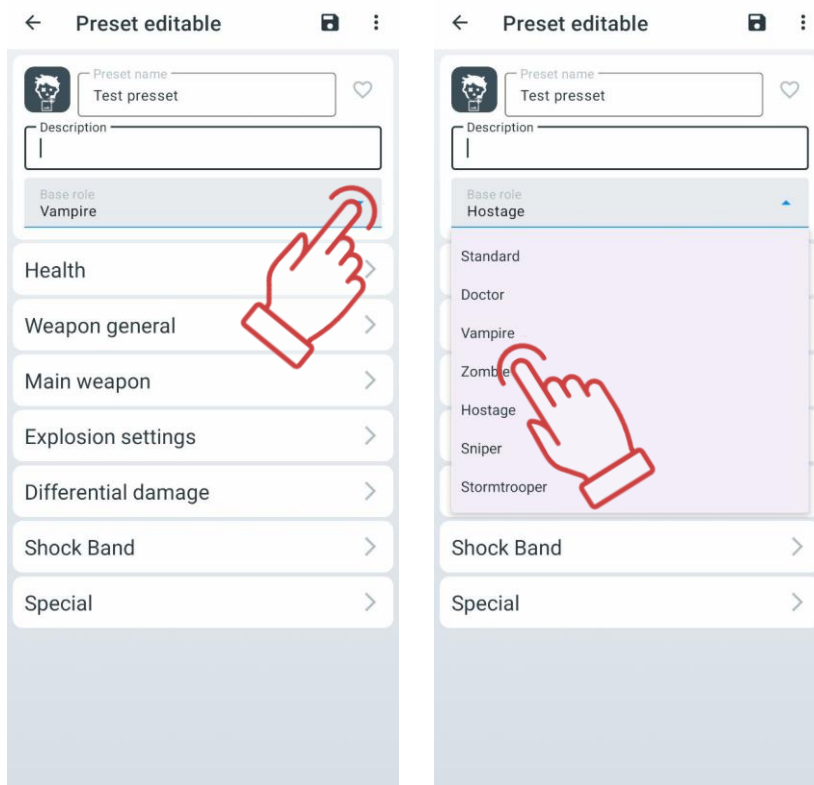 Preset editable
Preset name
Test presset
Description
Base role
Vampire
Health
Weapon general
Main weapon
Explosion settings
Differential damage
Shock Band
Special
Preset editable
Preset name
Test presset
Description
Base role
Hostage
Standard
Doctor
Vampire
Zombie
Hostage
Sniper
Stormtrooper
Shock Band
Special